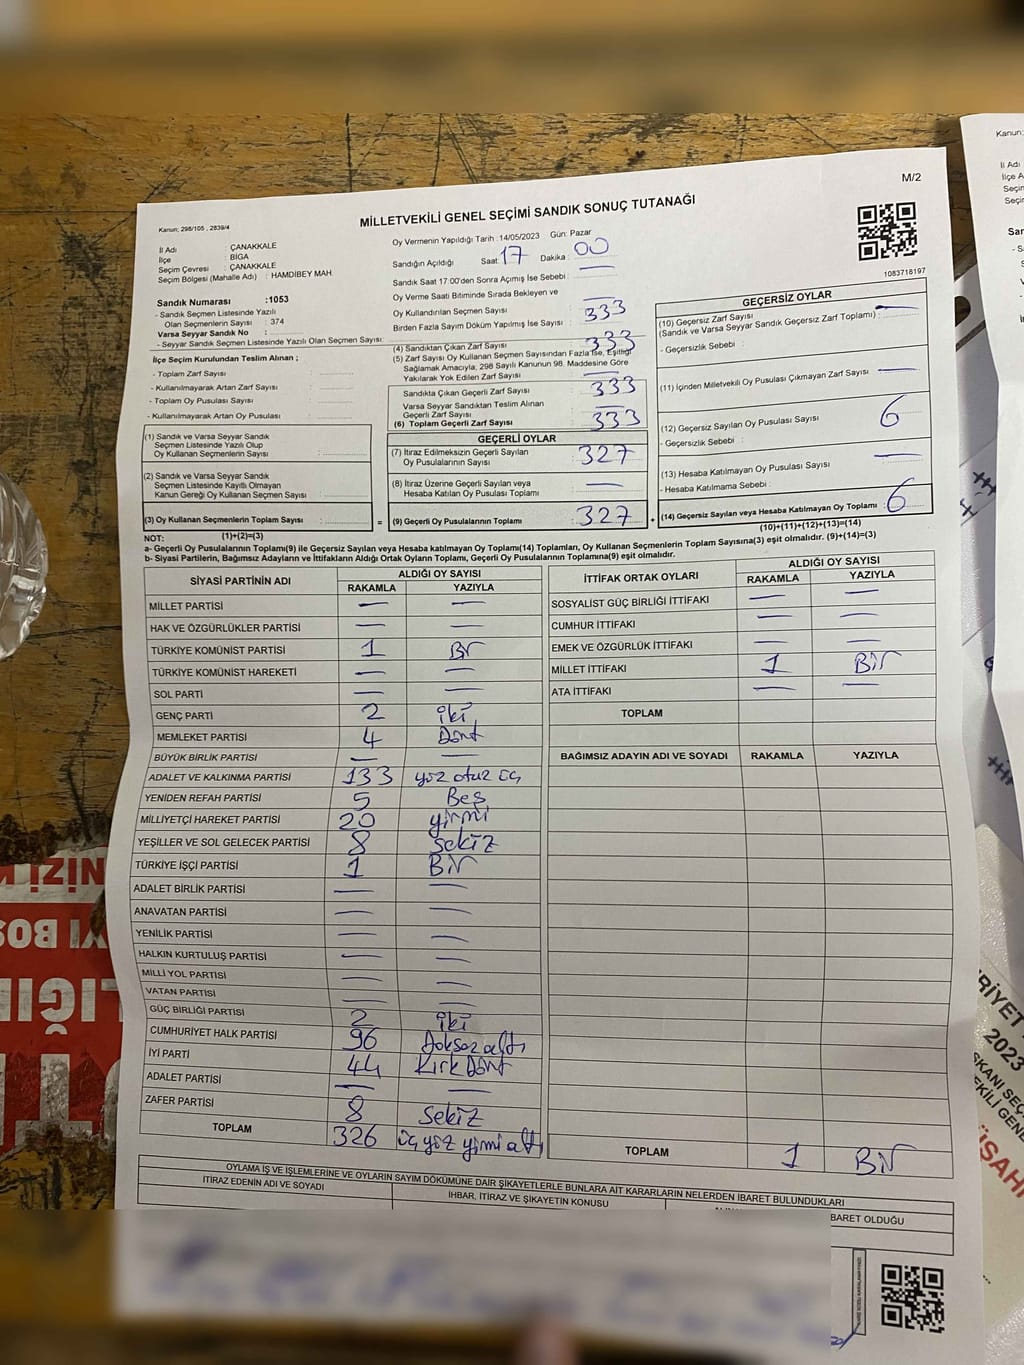 M/2
Kanun; 298/105 , 2839/4
MİLLETVEKİLİ GENEL SEÇİMİ SANDIK SONUÇ TUTANAĞI
İl Adı : ÇANAKKALE
İlçe : BİGA
Seçim Çevresi : ÇANAKKALE
Seçim Bölgesi (Mahalle Adı) : HAMDİBEY MAH.
Sandık Numarası :1053
- Sandık Seçmen Listesinde Yazılı
Olan Seçmenlerin Sayısı : 374
Varsa Seyyar Sandık No :
- Seyyar Sandık Seçmen Listesinde Yazılı Olan Seçmen Sayısı:
İlçe Seçim Kurulundan Teslim Alınan ;
- Toplam Zarf Sayısı :
- Kullanılmayarak Artan Zarf Sayısı :
- Toplam Oy Pusulası Sayısı :
- Kullanılmayarak Artan Oy Pusulası :
(1) Sandık ve Varsa Seyyar Sandık
Seçmen Listesinde Yazılı Olup
Oy Kullanan Seçmenlerin Sayısı :
(2) Sandık ve Varsa Seyyar Sandık
Seçmen Listesinde Kayıtlı Olmayan
Kanun Gereği Oy Kullanan Seçmen Sayısı :
(3) Oy Kullanan Seçmenlerin Toplam Sayısı :
(1)+(2)=(3)
Oy Vermenin Yapıldığı Tarih :14/05/2023 Gün: Pazar
Sandığın Açıldığı Saat: 17 Dakika : 00
Sandık Saat 17:00'den Sonra Açımış İse Sebebi : —
Oy Verme Saati Bitiminde Sırada Bekleyen ve
Oy Kullandırılan Seçmen Sayısı : —
Birden Fazla Sayım Döküm Yapılmış İse Sayısı : 333
(4) Sandıktan Çıkan Zarf Sayısı : 333
(5) Zarf Sayısı Oy Kullanan Seçmen Sayısından Fazla İse, Eşitliği
Sağlamak Amacıyla, 298 Sayılı Kanunun 98. Maddesine Göre
Yakılarak Yok Edilen Zarf Sayısı : —
Sandıkta Çıkan Geçerli Zarf Sayısı : 333
Varsa Seyyar Sandıktan Teslim Alınan
Geçerli Zarf Sayısı : —
(6) Toplam Geçerli Zarf Sayısı : 333
GEÇERLİ OYLAR
(7) İtiraz Edilmeksizin Geçerli Sayılan
Oy Pusulalarının Sayısı : 327
(8) İtiraz Üzerine Geçerli Sayılan veya
Hesaba Katılan Oy Pusulası Toplamı : —
= (9) Geçerli Oy Pusulalarının Toplamı : 327 +
1083718197
GEÇERSİZ OYLAR
(10) Geçersiz Zarf Sayısı
(Sandık ve Varsa Seyyar Sandık Geçersiz Zarf Toplamı) : —
- Geçersizlik Sebebi :
(11) İçinden Milletvekili Oy Pusulası Çıkmayan Zarf Sayısı : —
(12) Geçersiz Sayılan Oy Pusulası Sayısı : 6
- Geçersizlik Sebebi :
(13) Hesaba Katılmayan Oy Pusulası Sayısı : —
- Hesaba Katılmama Sebebi :
(14) Geçersiz Sayılan veya Hesaba Katılmayan Oy Toplamı : 6
(10)+(11)+(12)+(13)=(14)
NOT:
a- Geçerli Oy Pusulalarının Toplamı(9) ile Geçersiz Sayılan veya Hesaba katılmayan Oy Toplamı(14) Toplamları, Oy Kullanan Seçmenlerin Toplam Sayısına(3) eşit olmalıdır. (9)+(14)=(3)
b- Siyasi Partilerin, Bağımsız Adayların ve İttifakların Aldığı Ortak Oyların Toplamı, Geçerli Oy Pusulalarının Toplamına(9) eşit olmalıdır.
SİYASİ PARTİNİN ADI ALDIĞI OY SAYISI
RAKAMLA YAZIYLA
MİLLET PARTİSİ — —
HAK VE ÖZGÜRLÜKLER PARTİSİ — —
TÜRKİYE KOMÜNİST PARTİSİ 1 Bir
TÜRKİYE KOMÜNİST HAREKETİ — —
SOL PARTİ — —
GENÇ PARTİ 2 iki
MEMLEKET PARTİSİ 4 Dört
BÜYÜK BİRLİK PARTİSİ — —
ADALET VE KALKINMA PARTİSİ 133 yüz otuz üç
YENİDEN REFAH PARTİSİ 5 Beş
MİLLİYETÇİ HAREKET PARTİSİ 20 yirmi
YEŞİLLER VE SOL GELECEK PARTİSİ 8 sekiz
TÜRKİYE İŞÇİ PARTİSİ 1 Bir
ADALET BİRLİK PARTİSİ — —
ANAVATAN PARTİSİ — —
YENİLİK PARTİSİ — —
HALKIN KURTULUŞ PARTİSİ — —
MİLLİ YOL PARTİSİ — —
VATAN PARTİSİ — —
GÜÇ BİRLİĞİ PARTİSİ 2 iki
CUMHURİYET HALK PARTİSİ 96 Doksan altı
İYİ PARTİ 44 Kırk Dört
ADALET PARTİSİ — —
ZAFER PARTİSİ 8 Sekiz
TOPLAM 326 üç yüz yirmi altı
İTTİFAK ORTAK OYLARI ALDIĞI OY SAYISI
RAKAMLA YAZIYLA
SOSYALİST GÜÇ BİRLİĞİ İTTİFAKI — —
CUMHUR İTTİFAKI — —
EMEK VE ÖZGÜRLÜK İTTİFAKI — —
MİLLET İTTİFAKI 1 Bir
ATA İTTİFAKI — —
TOPLAM
BAĞIMSIZ ADAYIN ADI VE SOYADI RAKAMLA YAZIYLA
TOPLAM 1 Bir
OYLAMA İŞ VE İŞLEMLERİNE VE OYLARIN SAYIM DÖKÜMÜNE DAİR ŞİKAYETLERLE BUNLARA AİT KARARLARIN NELERDEN İBARET BULUNDUKLARI
İTİRAZ EDENİN ADI VE SOYADI
İHBAR, İTİRAZ VE ŞİKAYETİN KONUSU
BARET OLDUĞU
Kanun;
İl Adı
İlçe A
Seçin
Seç
San
NIZI
YI BOS
LIĞI
RİYET
2023